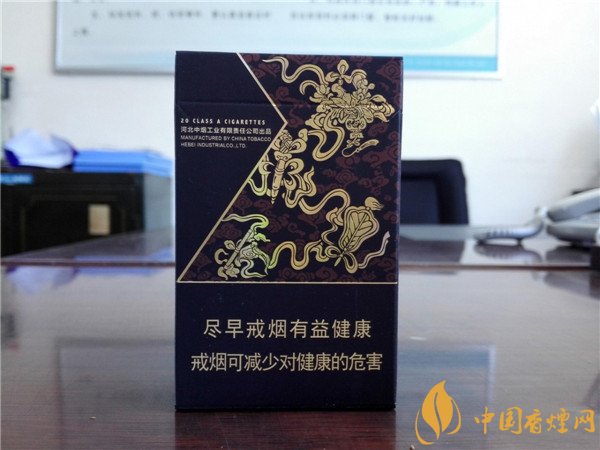 20 CLASS A CIGARETTES
河北中烟工业有限责任公司出品
MANUFACTURED BY CHINA TOBACCO
HEBEI INDUSTRIAL CO.,LTD.
尽早戒烟有益健康
戒烟可减少对健康的危害
中国香烟网